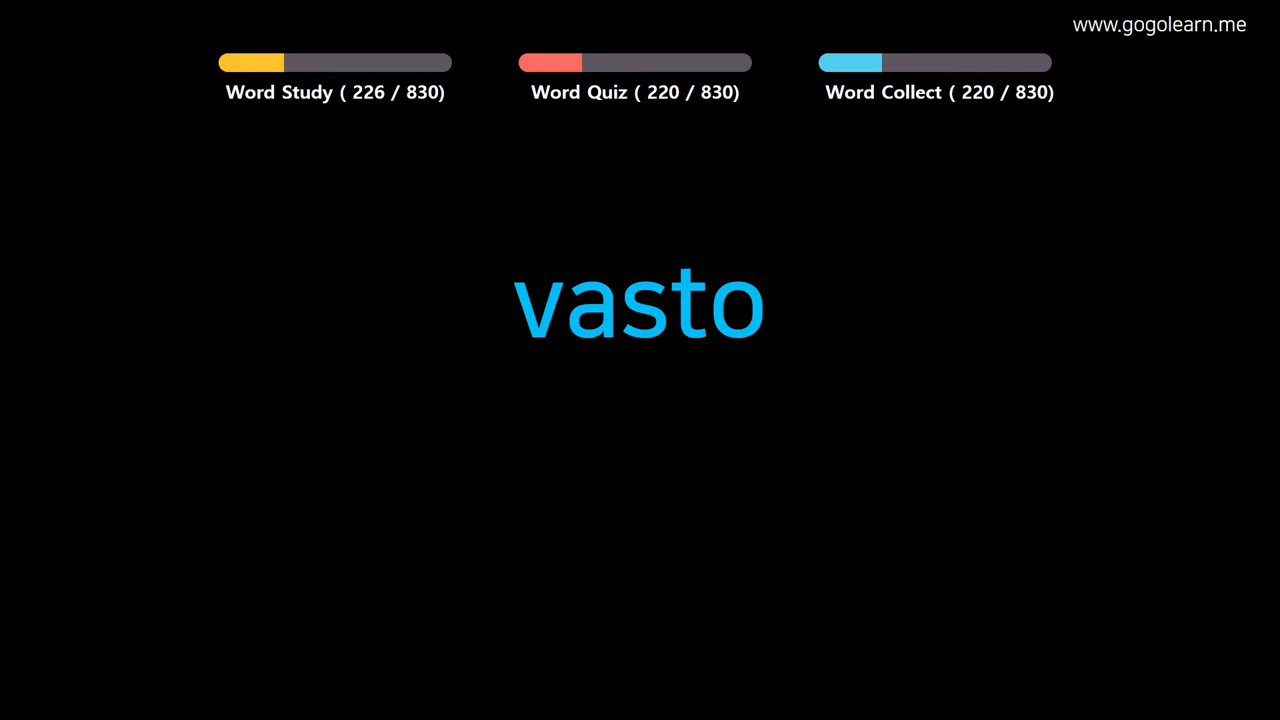 www.gogolearn.me
Word Study ( 226 / 830)
Word Quiz ( 220 / 830)
Word Collect ( 220 / 830)
vasto